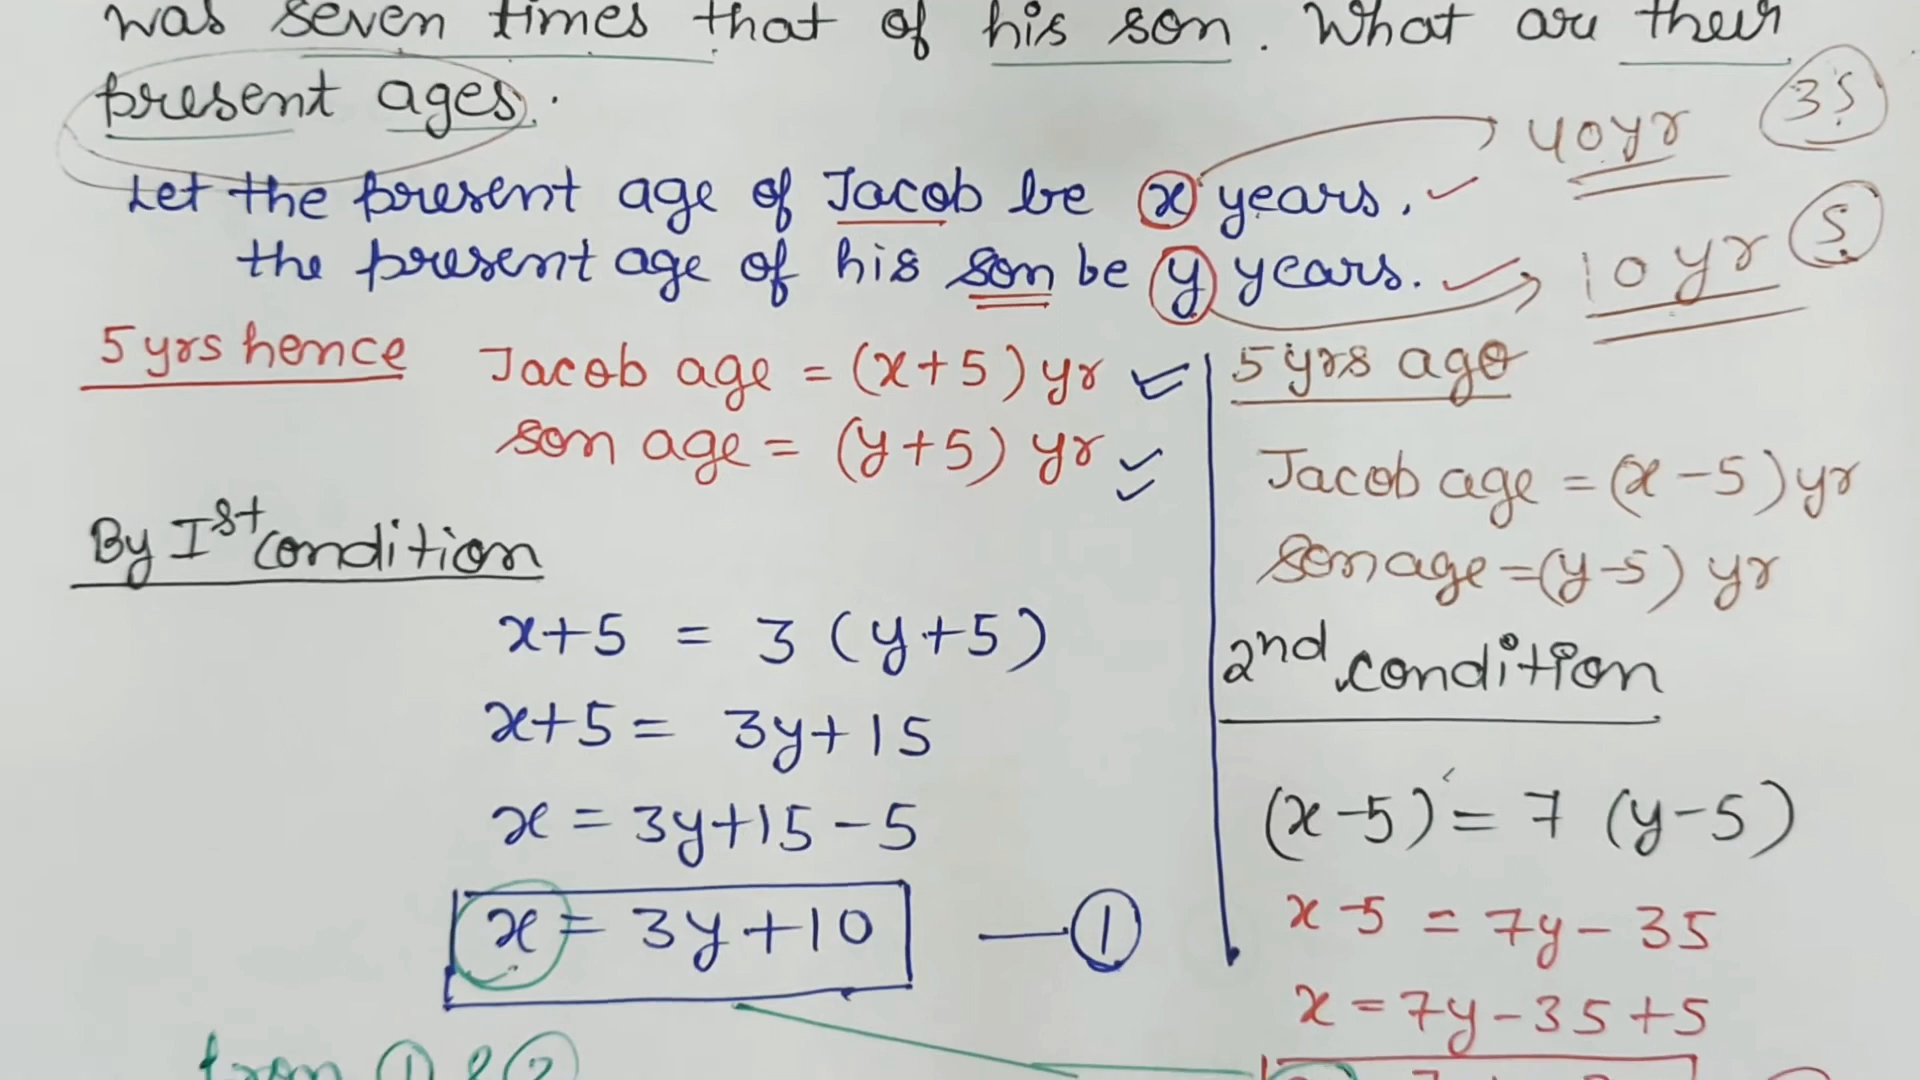 was seven times that of his son. What are their
present ages.
35
40yr
Let the present age of Jacob be x years.
5
the present age of his son be y years.
10yr
5yrs hence
Jacob age = (x+5) yr
son age = (y+5) yr
By Ist condition
x+5 = 3 (y+5)
x+5 = 3y+15
x = 3y+15-5
x = 3y+10 —①
from ① & ②
5yrs ago
Jacob age = (x-5) yr
Son age = (y-5) yr
2nd condition
(x-5) = 7 (y-5)
x-5 = 7y-35
x = 7y-35+5